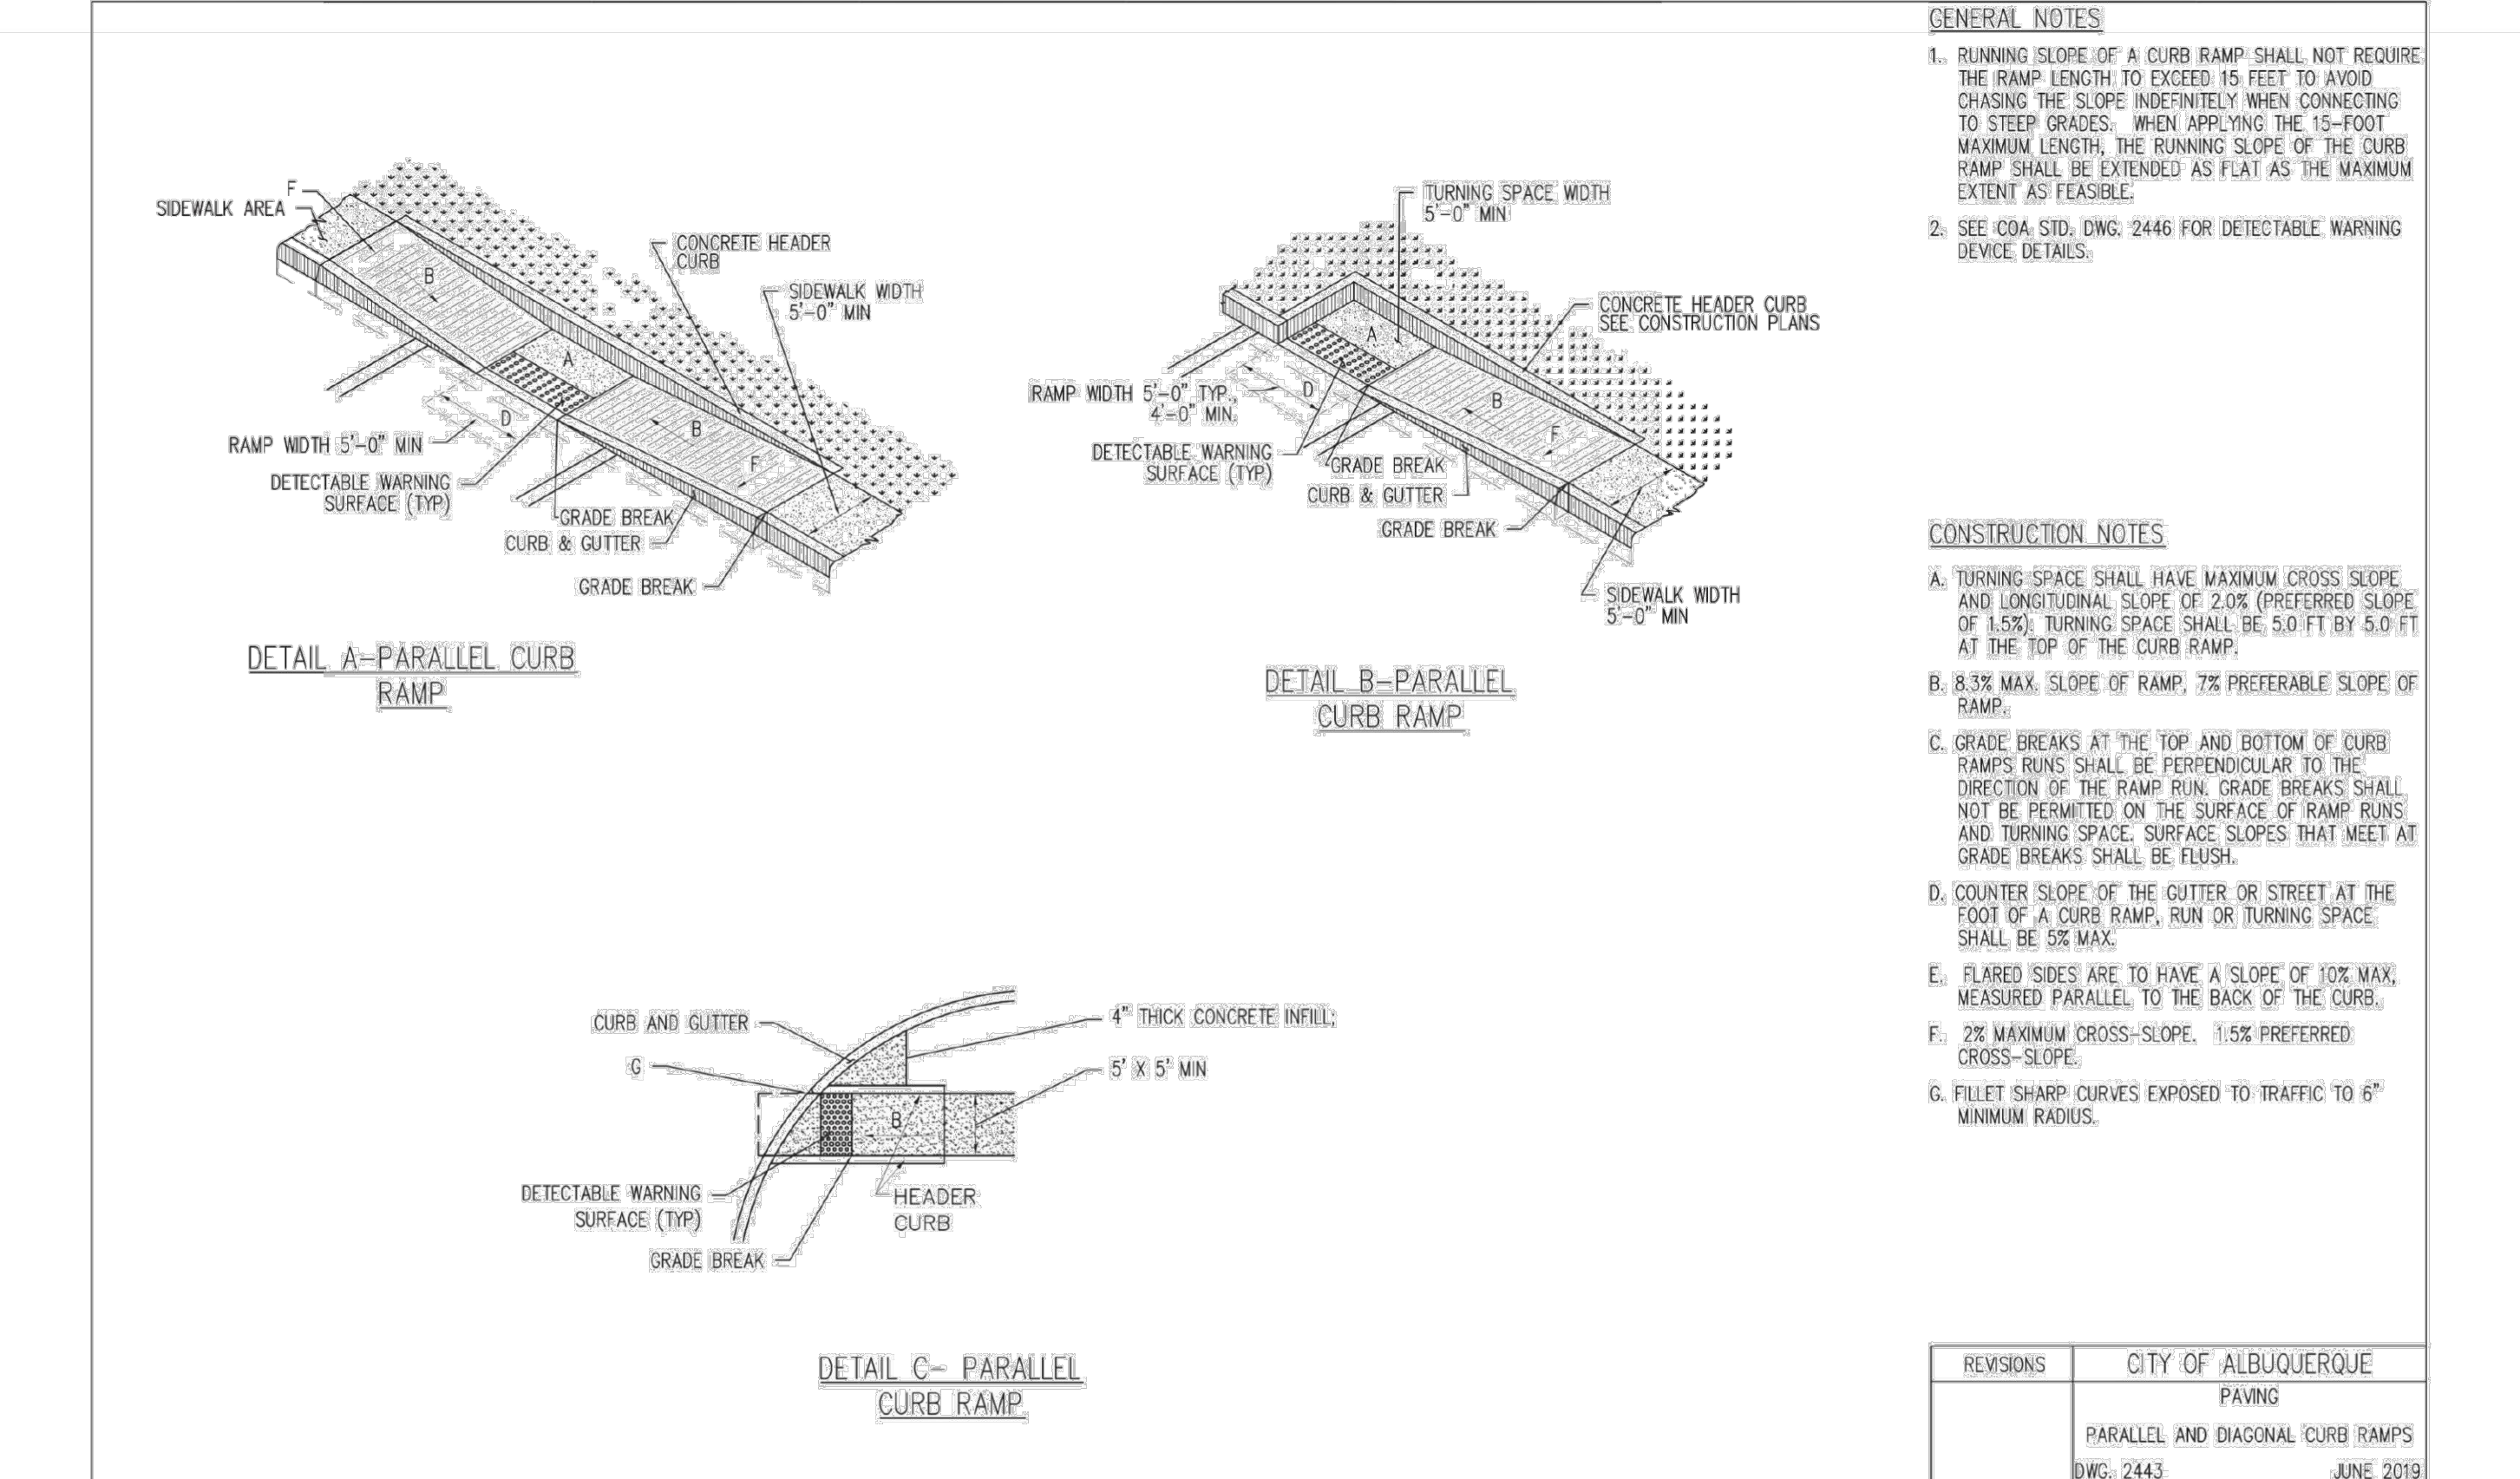 GENERAL NOTES
1. RUNNING SLOPE OF A CURB RAMP SHALL NOT REQUIRE
THE RAMP LENGTH TO EXCEED 15 FEET TO AVOID
CHASING THE SLOPE INDEFINITELY WHEN CONNECTING
TO STEEP GRADES. WHEN APPLYING THE 15-FOOT
MAXIMUM LENGTH, THE RUNNING SLOPE OF THE CURB
RAMP SHALL BE EXTENDED AS FLAT AS THE MAXIMUM
EXTENT AS FEASIBLE.
2. SEE COA STD. DWG. 2446 FOR DETECTABLE WARNING
DEVICE DETAILS.
F
SIDEWALK AREA
B
CONCRETE HEADER
CURB
SIDEWALK WIDTH
5'-0" MIN
A
D
B
F
RAMP WIDTH 5'-0" MIN
DETECTABLE WARNING
SURFACE (TYP)
GRADE BREAK
CURB & GUTTER
GRADE BREAK
DETAIL A-PARALLEL CURB
RAMP
TURNING SPACE WIDTH
5'-0" MIN
CONCRETE HEADER CURB
SEE CONSTRUCTION PLANS
A
RAMP WIDTH 5'-0" TYP.,
4'-0" MIN.
D
B
F
DETECTABLE WARNING
SURFACE (TYP)
GRADE BREAK
CURB & GUTTER
GRADE BREAK
SIDEWALK WIDTH
5'-0" MIN
DETAIL B-PARALLEL
CURB RAMP
CONSTRUCTION NOTES
A. TURNING SPACE SHALL HAVE MAXIMUM CROSS SLOPE
AND LONGITUDINAL SLOPE OF 2.0% (PREFERRED SLOPE
OF 1.5%). TURNING SPACE SHALL BE 5.0 FT BY 5.0 FT
AT THE TOP OF THE CURB RAMP.
B. 8.3% MAX. SLOPE OF RAMP, 7% PREFERABLE SLOPE OF
RAMP.
C. GRADE BREAKS AT THE TOP AND BOTTOM OF CURB
RAMPS RUNS SHALL BE PERPENDICULAR TO THE
DIRECTION OF THE RAMP RUN. GRADE BREAKS SHALL
NOT BE PERMITTED ON THE SURFACE OF RAMP RUNS
AND TURNING SPACE. SURFACE SLOPES THAT MEET AT
GRADE BREAKS SHALL BE FLUSH.
D. COUNTER SLOPE OF THE GUTTER OR STREET AT THE
FOOT OF A CURB RAMP, RUN OR TURNING SPACE
SHALL BE 5% MAX.
E. FLARED SIDES ARE TO HAVE A SLOPE OF 10% MAX,
MEASURED PARALLEL TO THE BACK OF THE CURB.
F. 2% MAXIMUM CROSS-SLOPE. 1.5% PREFERRED
CROSS-SLOPE.
G. FILLET SHARP CURVES EXPOSED TO TRAFFIC TO 6"
MINIMUM RADIUS.
CURB AND GUTTER
G
4" THICK CONCRETE INFILL;
5' X 5' MIN
B
DETECTABLE WARNING
SURFACE (TYP)
HEADER
CURB
GRADE BREAK
DETAIL C- PARALLEL
CURB RAMP
REVISIONS
CITY OF ALBUQUERQUE
PAVING
PARALLEL AND DIAGONAL CURB RAMPS
DWG. 2443 JUNE 2019